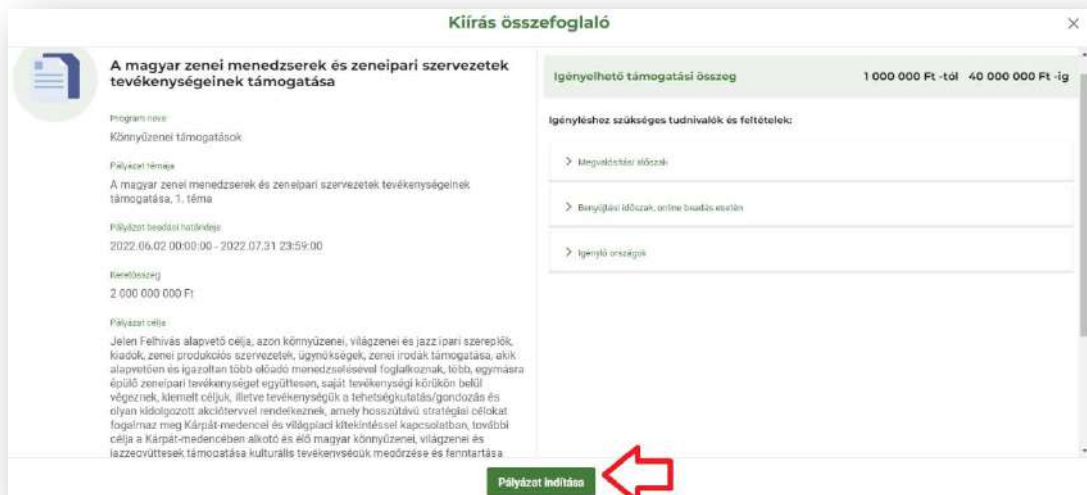 Kiírás összefoglaló
A magyar zenei menedzserek és zeneipari szervezetek
tevékenységeinek támogatása
Program neve
Könnyűzenei támogatások
Pályázat témája
A magyar zenei menedzserek és zeneipari szervezetek tevékenységeinek
támogatása, 1. téma
Pályázat beadási határideje
2022.06.02 00:00:00 - 2022.07.31 23:59:00
Keretösszeg
2 000 000 000 Ft
Pályázat célja
Jelen Felhívás alapvető célja, azon könnyűzenei, világzenei és jazz ipari szereplők,
kiadók, zenei produkciós szervezetek, ügynökségek, zenei irodák támogatása, akik
alapvetően és igazoltan több előadó menedzselésével foglalkoznak, több, egymásra
épülő zeneipari tevékenységet együttesen, saját tevékenységi körükön belül
végeznek, kiemelt céljuk, illetve tevékenységük a tehetségkutatás/gondozás és
olyan kidolgozott akciótervvel rendelkeznek, amely hosszútávú stratégiai célokat
fogalmaz meg Kárpát-medencei és világpiaci kitekintéssel kapcsolatban, további
célja a Kárpát-medencében alkotó és élő magyar könnyűzenei, világzenei és
jazzegyüttesek támogatása kulturális tevékenységük megőrzése és fenntartása
Igényelhető támogatási összeg 1 000 000 Ft -tól 40 000 000 Ft -ig
Igényléshez szükséges tudnivalók és feltételek:
Megvalósítási időszak
Benyújtási időszak, online beadás esetén
Igénylő országok
Pályázat indítása